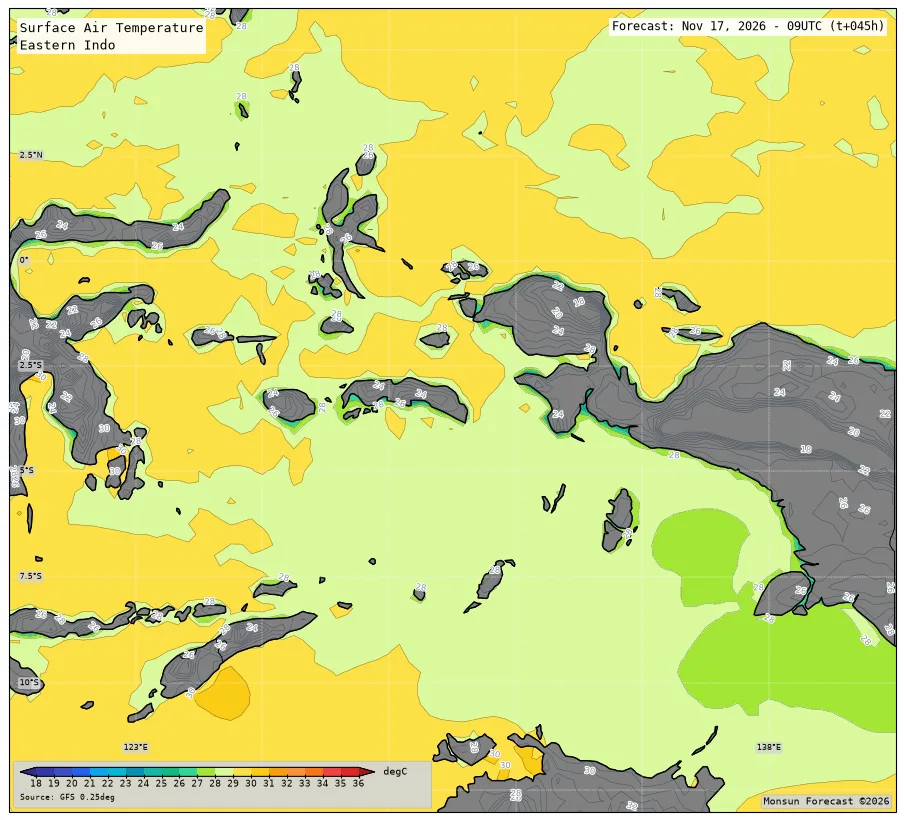 Surface Air Temperature
Eastern Indo
Forecast: Nov 17, 2026 - 09UTC (t+045h)
2.5°N
0°
2.5°S
5°S
7.5°S
10°S
123°E
138°E
18 19 20 21 22 23 24 25 26 27 28 29 30 31 32 33 34 35 36 degC
Source: GFS 0.25deg
Monsun Forecast ©2026